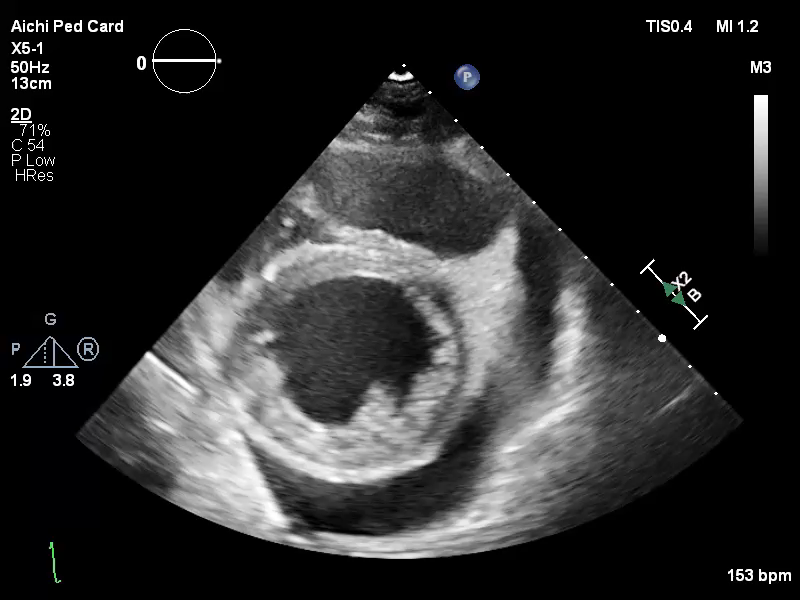 Aichi Ped Card
X5-1
50Hz
13cm
0
2D
71%
C 54
P Low
HRes
TIS0.4 MI 1.2
M3
P
X2
B
G
P R
1.9 3.8
153 bpm